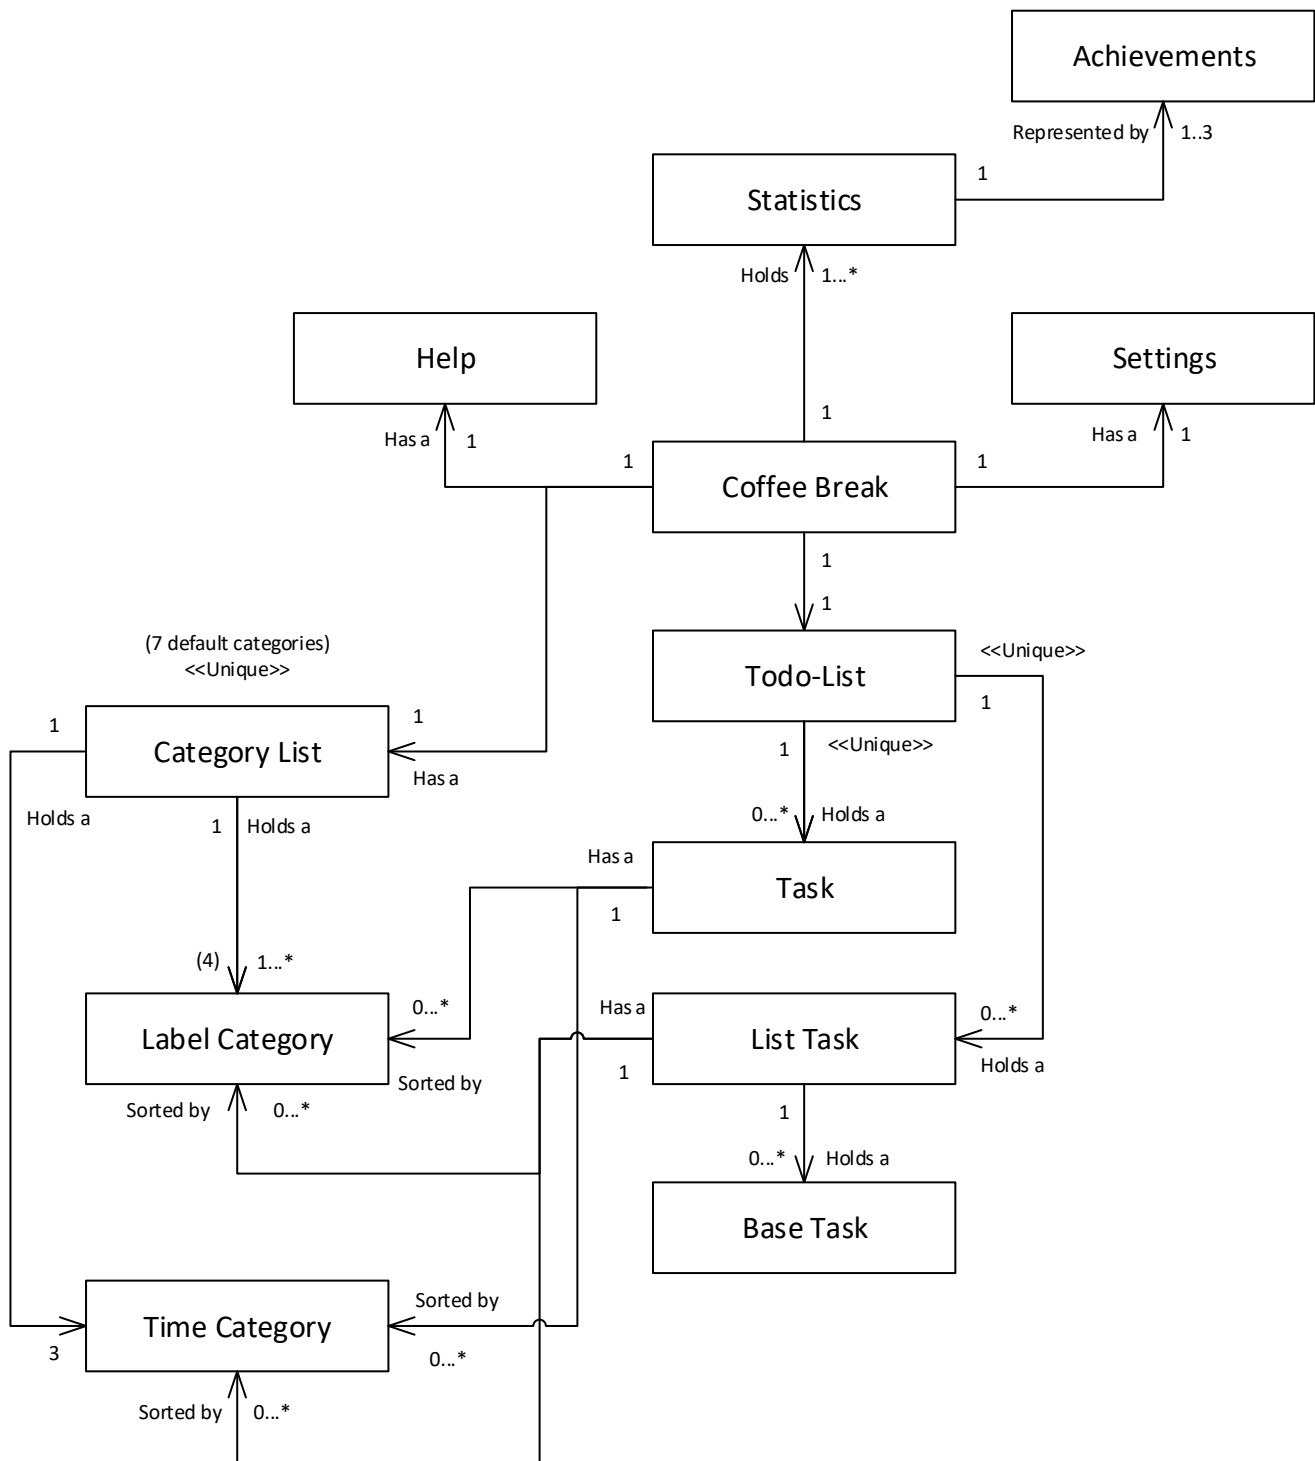 Achievements
Represented by
1..3
Statistics
1
Holds
1...*
Help
Settings
1
Has a
1
1
Coffee Break
1
Has a
1
1
1
(7 default categories)
<<Unique>>
Todo-List
<<Unique>>
1
1
1
Category List
1
<<Unique>>
Has a
Holds a
1
Holds a
0...*
Holds a
Has a
Task
1
(4)
1...*
0...*
Has a
0...*
Label Category
List Task
Holds a
1
Sorted by
Sorted by
0...*
1
0...*
Holds a
Base Task
Sorted by
Time Category
3
0...*
Sorted by
0...*